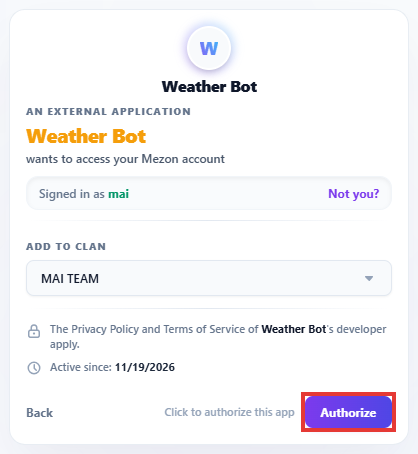 W
Weather Bot
AN EXTERNAL APPLICATION
Weather Bot
wants to access your Mezon account
Signed in as mai Not you?
ADD TO CLAN
MAI TEAM
The Privacy Policy and Terms of Service of Weather Bot's developer
apply.
Active since: 11/19/2026
Back Click to authorize this app Authorize